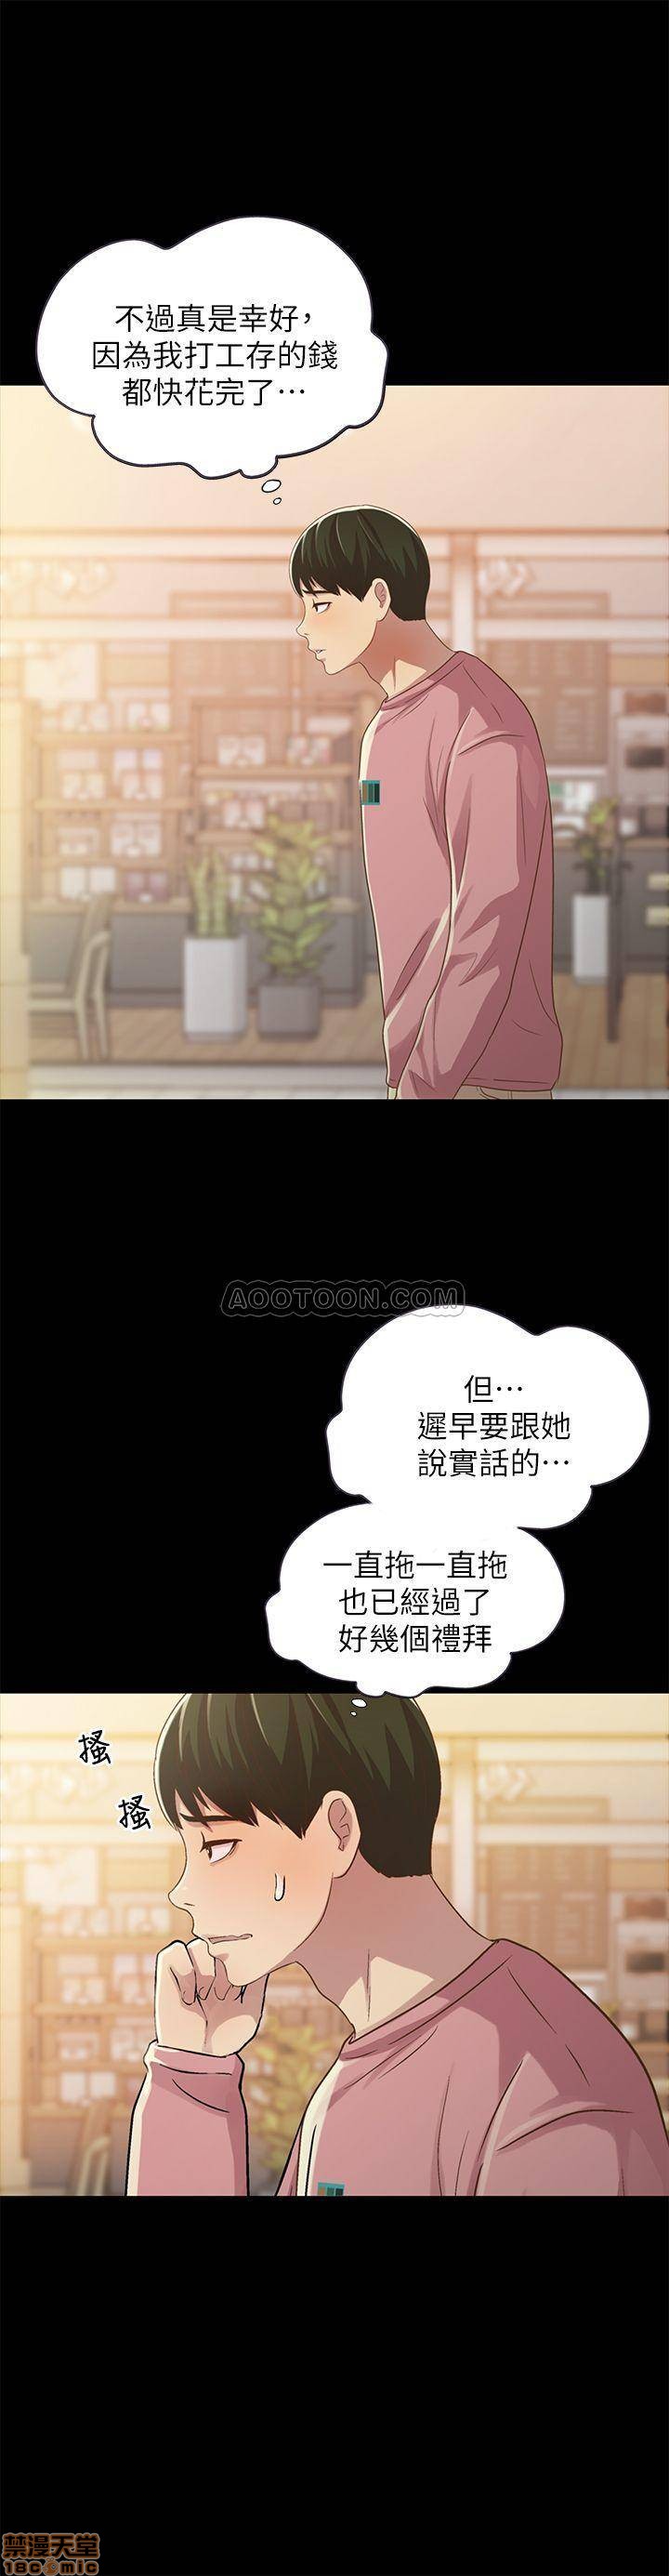 不過真是幸好，
因為我打工存的錢
都快花完了…
AOOTOON.COM
但…
遲早要跟她
說實話的…
一直拖一直拖
也已經過了
好幾個禮拜
搔
搔
禁漫天堂
18COMIC